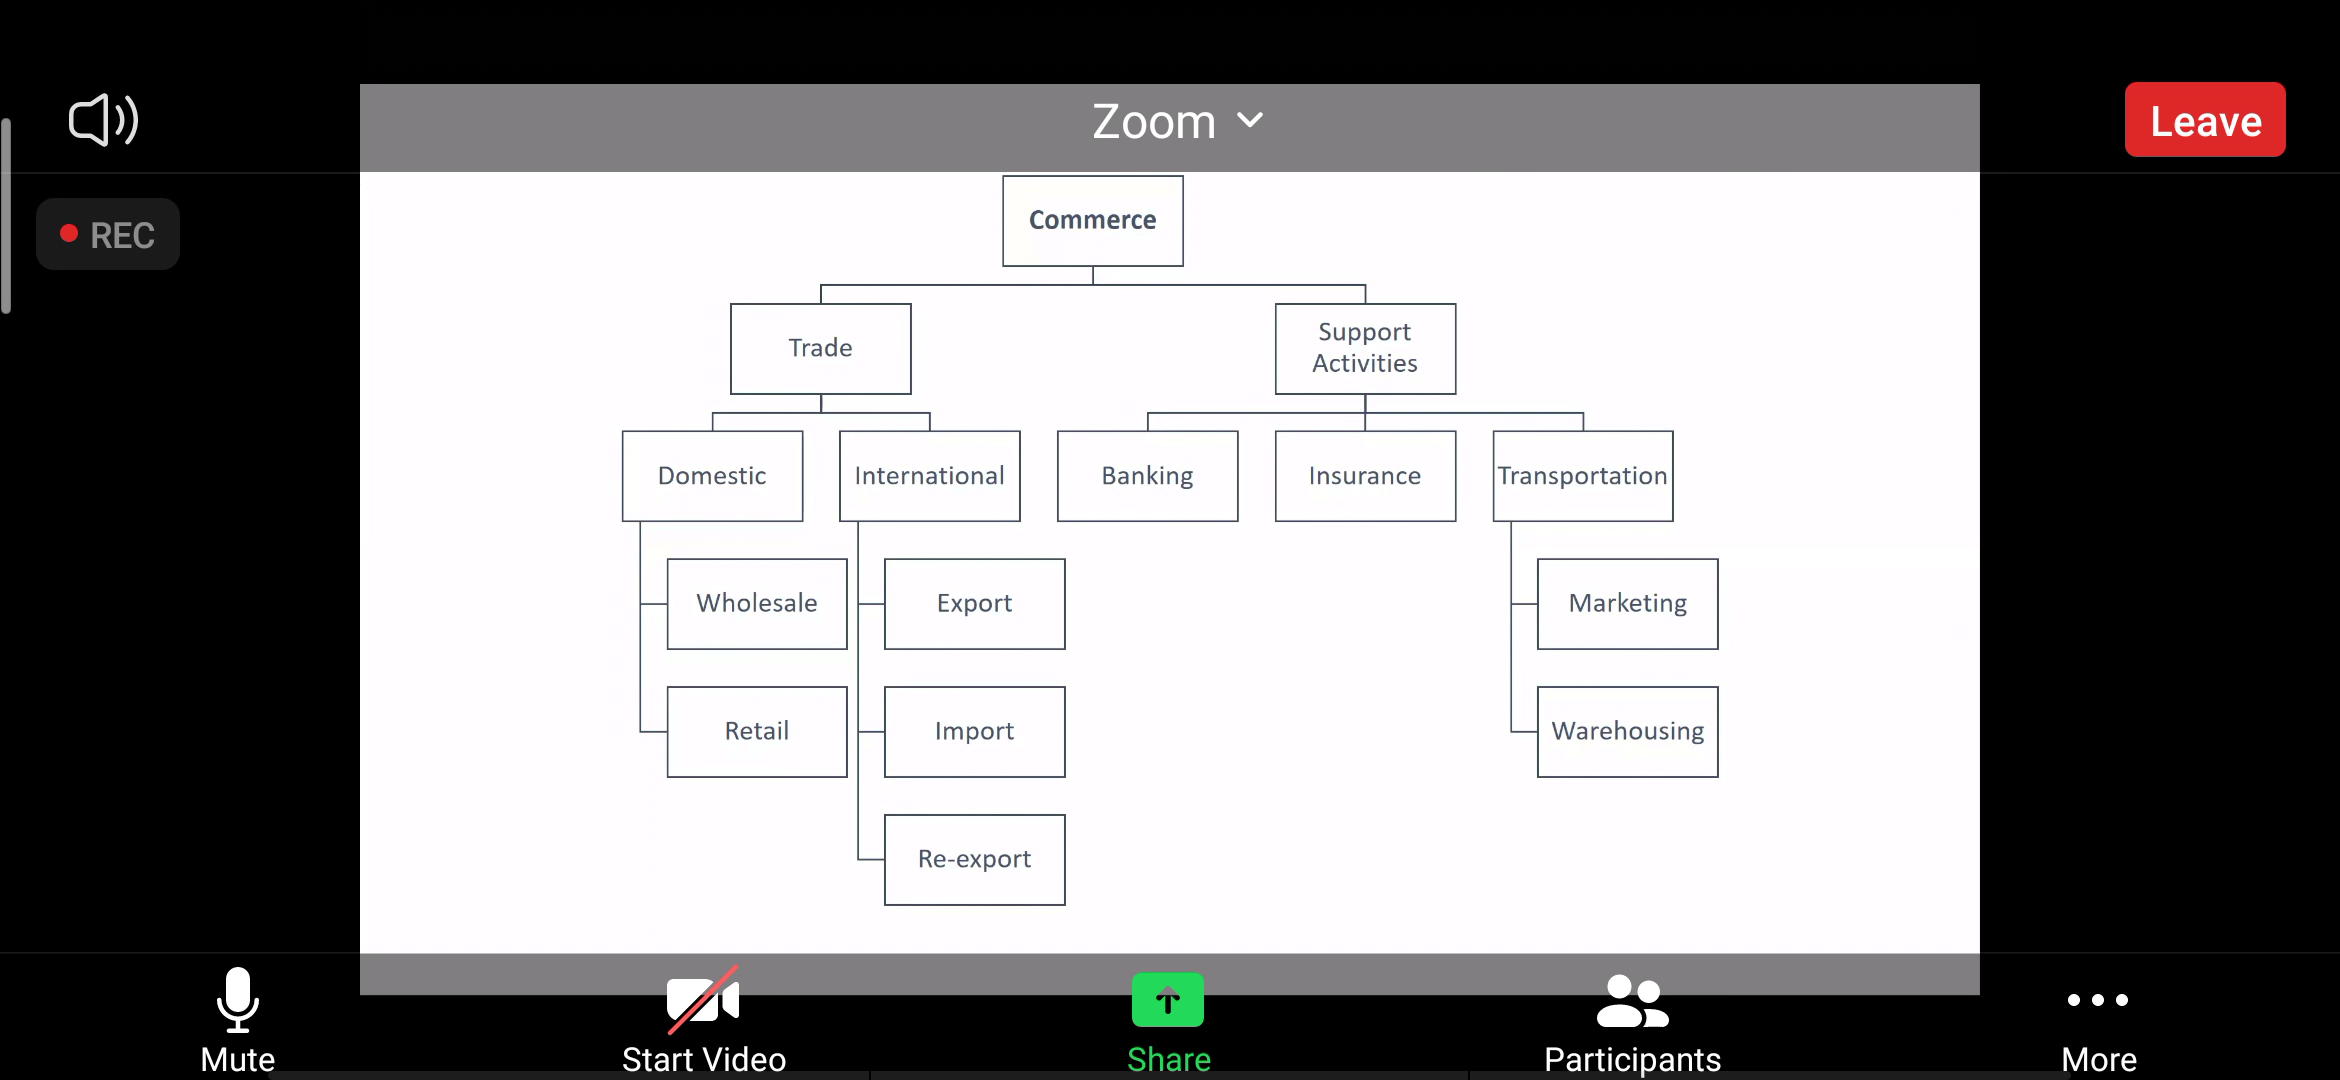 Zoom
Leave
REC
Commerce
Trade
Support
Activities
Domestic
International
Banking
Insurance
Transportation
Wholesale
Export
Marketing
Retail
Import
Warehousing
Re-export
Mute
Start Video
Share
Participants
More